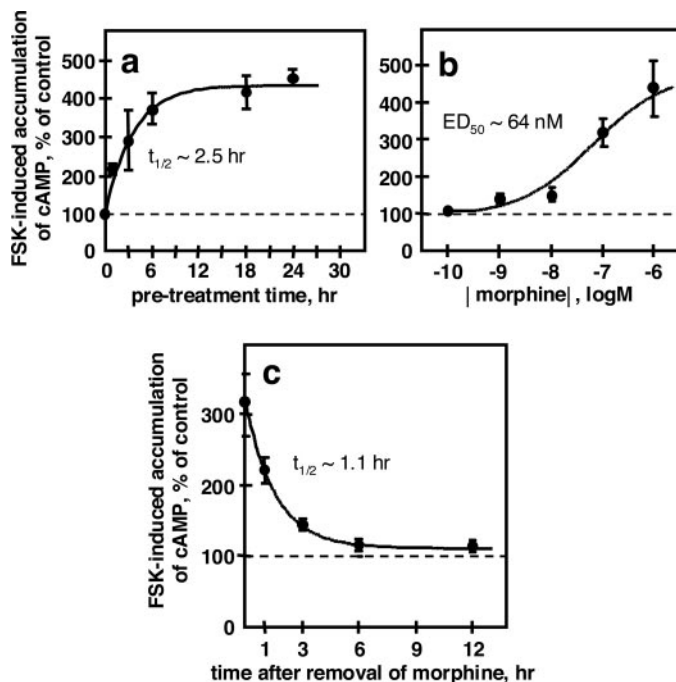 FSK-induced accumulation
of cAMP, % of control
500
400
300
200
100
0
a
t1/2 ~ 2.5 hr
0 6 12 18 24 30
pre-treatment time, hr
500
400
300
200
100
0
b
ED50 ~ 64 nM
-10 -9 -8 -7 -6
| morphine| , logM
FSK-induced accumulation
of cAMP, % of control
300
200
100
0
c
t1/2 ~ 1.1 hr
1 3 6 9 12
time after removal of morphine, hr